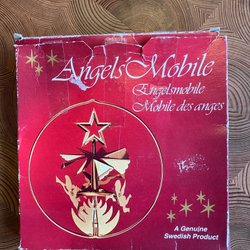 Angels' Mobile
Engelsmobile
Mobile des anges
A Genuine
Swedish Product